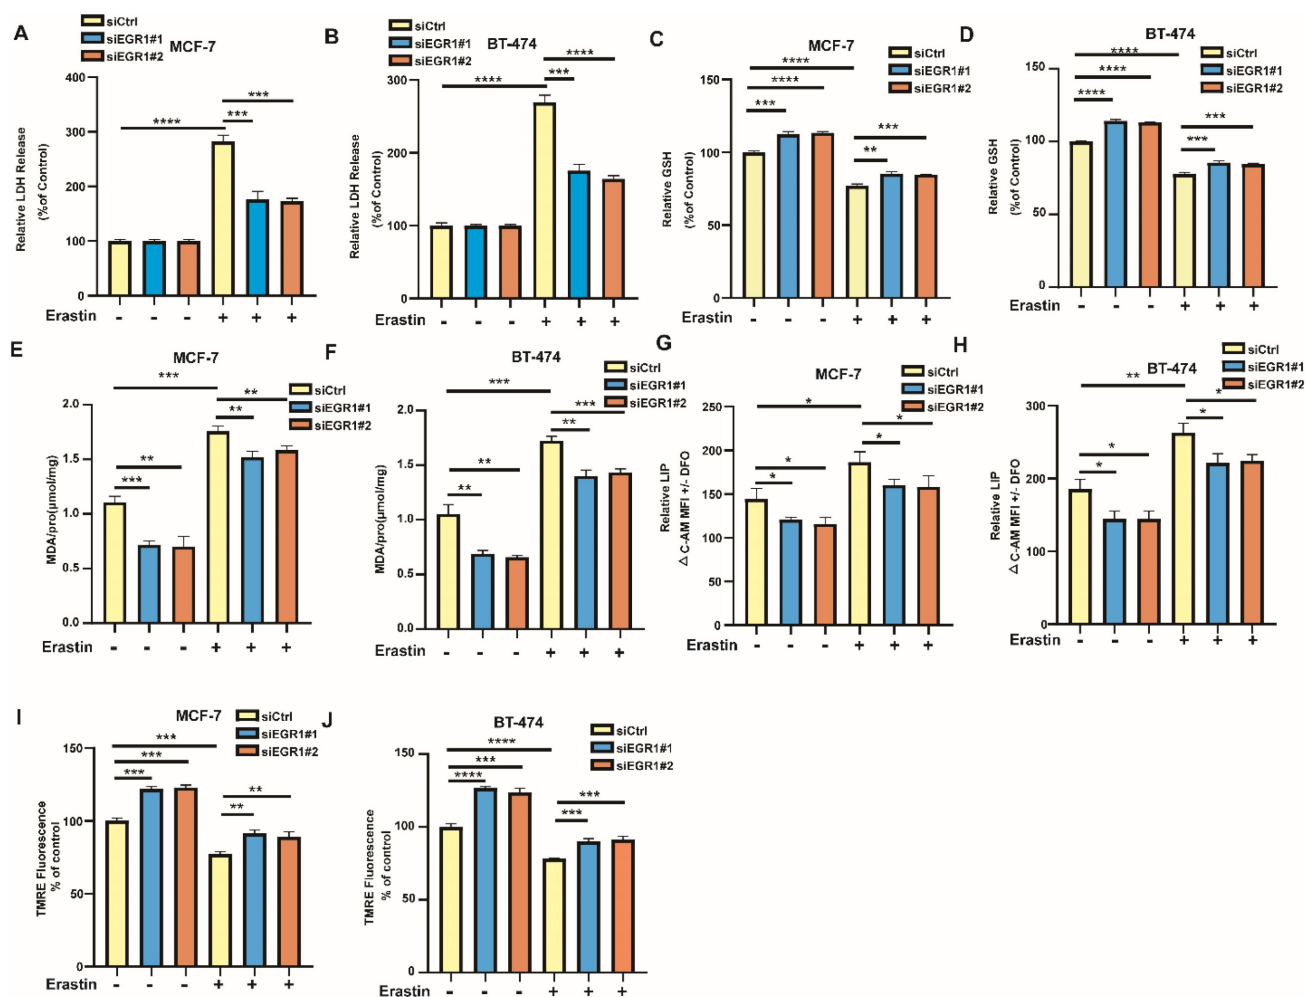 A
siCtrl
siEGR1#1
siEGR1#2
MCF-7
Relative LDH Release
(%of Control)
400
300
200
100
0
****
***
***
Erastin - - - + + +
B
siCtrl
siEGR1#1
siEGR1#2
BT-474
Relative LDH Release
(%of Control)
300
200
100
0
****
***
****
Erastin - - - + + +
C
MCF-7
siCtrl
siEGR1#1
siEGR1#2
Relative GSH
(%of Control)
150
100
50
0
****
****
***
***
**
Erastin - - - + + +
D
BT-474
siCtrl
siEGR1#1
siEGR1#2
Relative GSH
(%of Control)
150
100
50
0
****
****
****
***
***
Erastin - - - + + +
E
MCF-7
siCtrl
siEGR1#1
siEGR1#2
MDA/pro(μmol/mg)
2.0
1.5
1.0
0.5
0.0
***
**
**
**
***
Erastin - - - + + +
F
BT-474
siCtrl
siEGR1#1
siEGR1#2
MDA/pro(μmol/mg)
2.0
1.5
1.0
0.5
0.0
***
***
**
**
**
Erastin - - - + + +
G
MCF-7
siCtrl
siEGR1#1
siEGR1#2
Relative LIP
△ C-AM MFI +/- DFO
250
200
150
100
50
0
*
*
*
*
*
Erastin - - - + + +
H
BT-474
siCtrl
siEGR1#1
siEGR1#2
Relative LIP
△ C-AM MFI +/- DFO
300
200
100
0
**
*
*
*
*
Erastin - - - + + +
I
MCF-7
siCtrl
siEGR1#1
siEGR1#2
TMRE Fluorescence
% of control
150
100
50
0
***
***
***
**
**
Erastin - - - + + +
J
BT-474
siCtrl
siEGR1#1
siEGR1#2
TMRE Fluorescence
% of control
150
100
50
0
****
***
****
***
***
Erastin - - - + + +